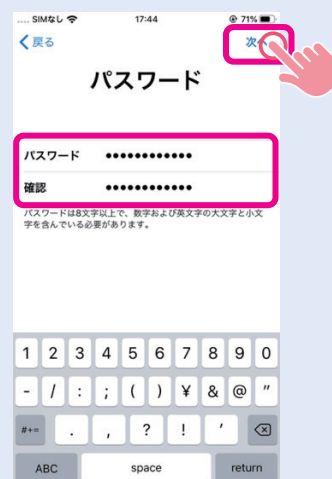 SIMなし 17:44 71%
戻る 次へ
パスワード
パスワード ●●●●●●●●●●●●
確認 ●●●●●●●●●●●●
パスワードは8文字以上で、数字および英文字の大文字と小文
字を含んでいる必要があります。
1 2 3 4 5 6 7 8 9 0
- / : ; ( ) ¥ & @ "
#+= . , ? ! '
ABC space return